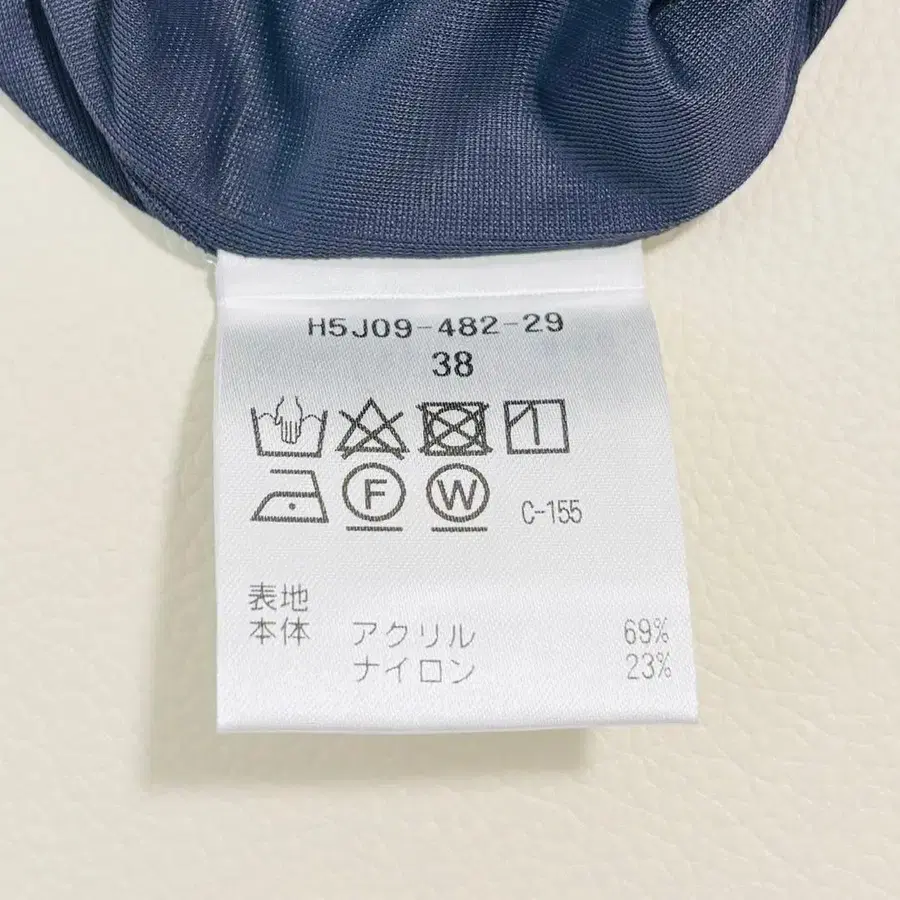 H5J09-482-29
38
F W C-155
表地
本体 アクリル 69%
ナイロン 23%